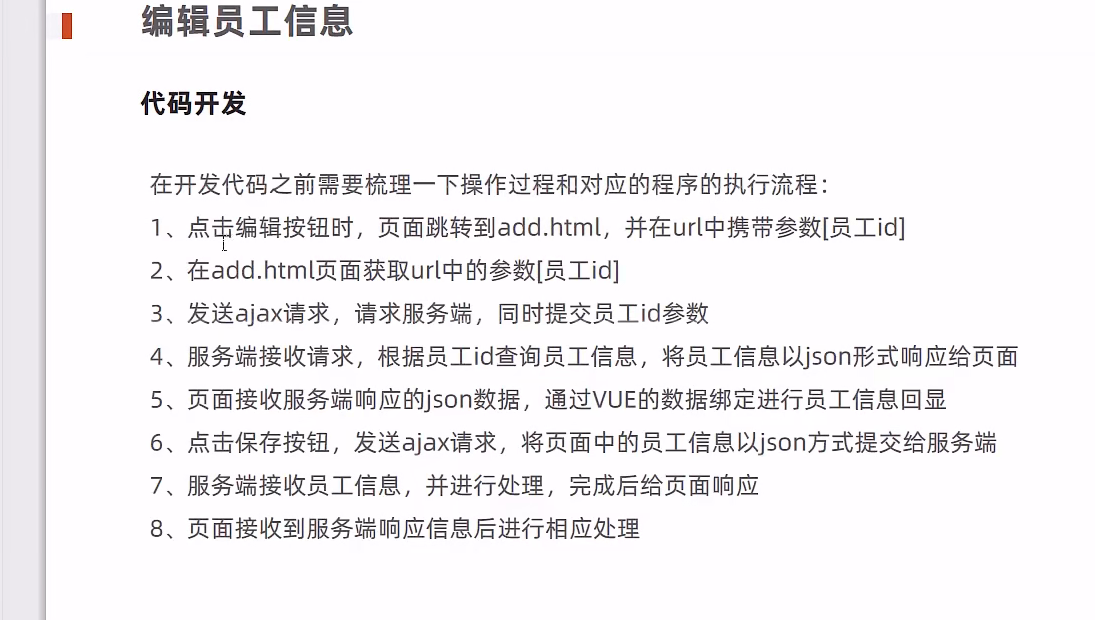 编辑员工信息
代码开发
在开发代码之前需要梳理一下操作过程和对应的程序的执行流程：
1、点击编辑按钮时，页面跳转到add.html，并在url中携带参数[员工id]
2、在add.html页面获取url中的参数[员工id]
3、发送ajax请求，请求服务端，同时提交员工id参数
4、服务端接收请求，根据员工id查询员工信息，将员工信息以json形式响应给页面
5、页面接收服务端响应的json数据，通过VUE的数据绑定进行员工信息回显
6、点击保存按钮，发送ajax请求，将页面中的员工信息以json方式提交给服务端
7、服务端接收员工信息，并进行处理，完成后给页面响应
8、页面接收到服务端响应信息后进行相应处理